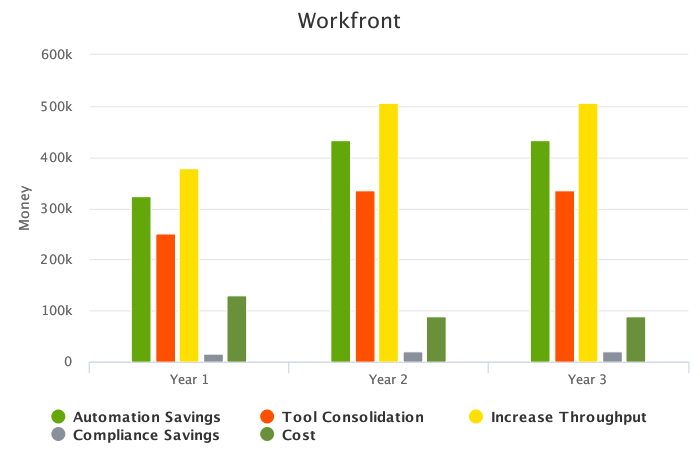 Workfront
600k
500k
400k
300k
200k
100k
0
Money
Year 1 Year 2 Year 3
Automation Savings Tool Consolidation Increase Throughput
Compliance Savings Cost